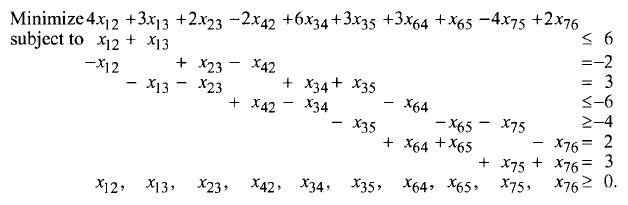 Minimize 4x₁₂ +3x₁₃ +2x₂₃ −2x₄₂ +6x₃₄+3x₃₅ +3x₆₄ +x₆₅ −4x₇₅ +2x₇₆
subject to x₁₂ + x₁₃ ≤ 6
−x₁₂ + x₂₃ − x₄₂ =−2
− x₁₃ − x₂₃ + x₃₄+ x₃₅ = 3
+ x₄₂ − x₃₄ − x₆₄ ≤−6
− x₃₅ −x₆₅ − x₇₅ ≥−4
+ x₆₄ +x₆₅ − x₇₆= 2
+ x₇₅ + x₇₆= 3
x₁₂, x₁₃, x₂₃, x₄₂, x₃₄, x₃₅, x₆₄, x₆₅, x₇₅, x₇₆≥ 0.